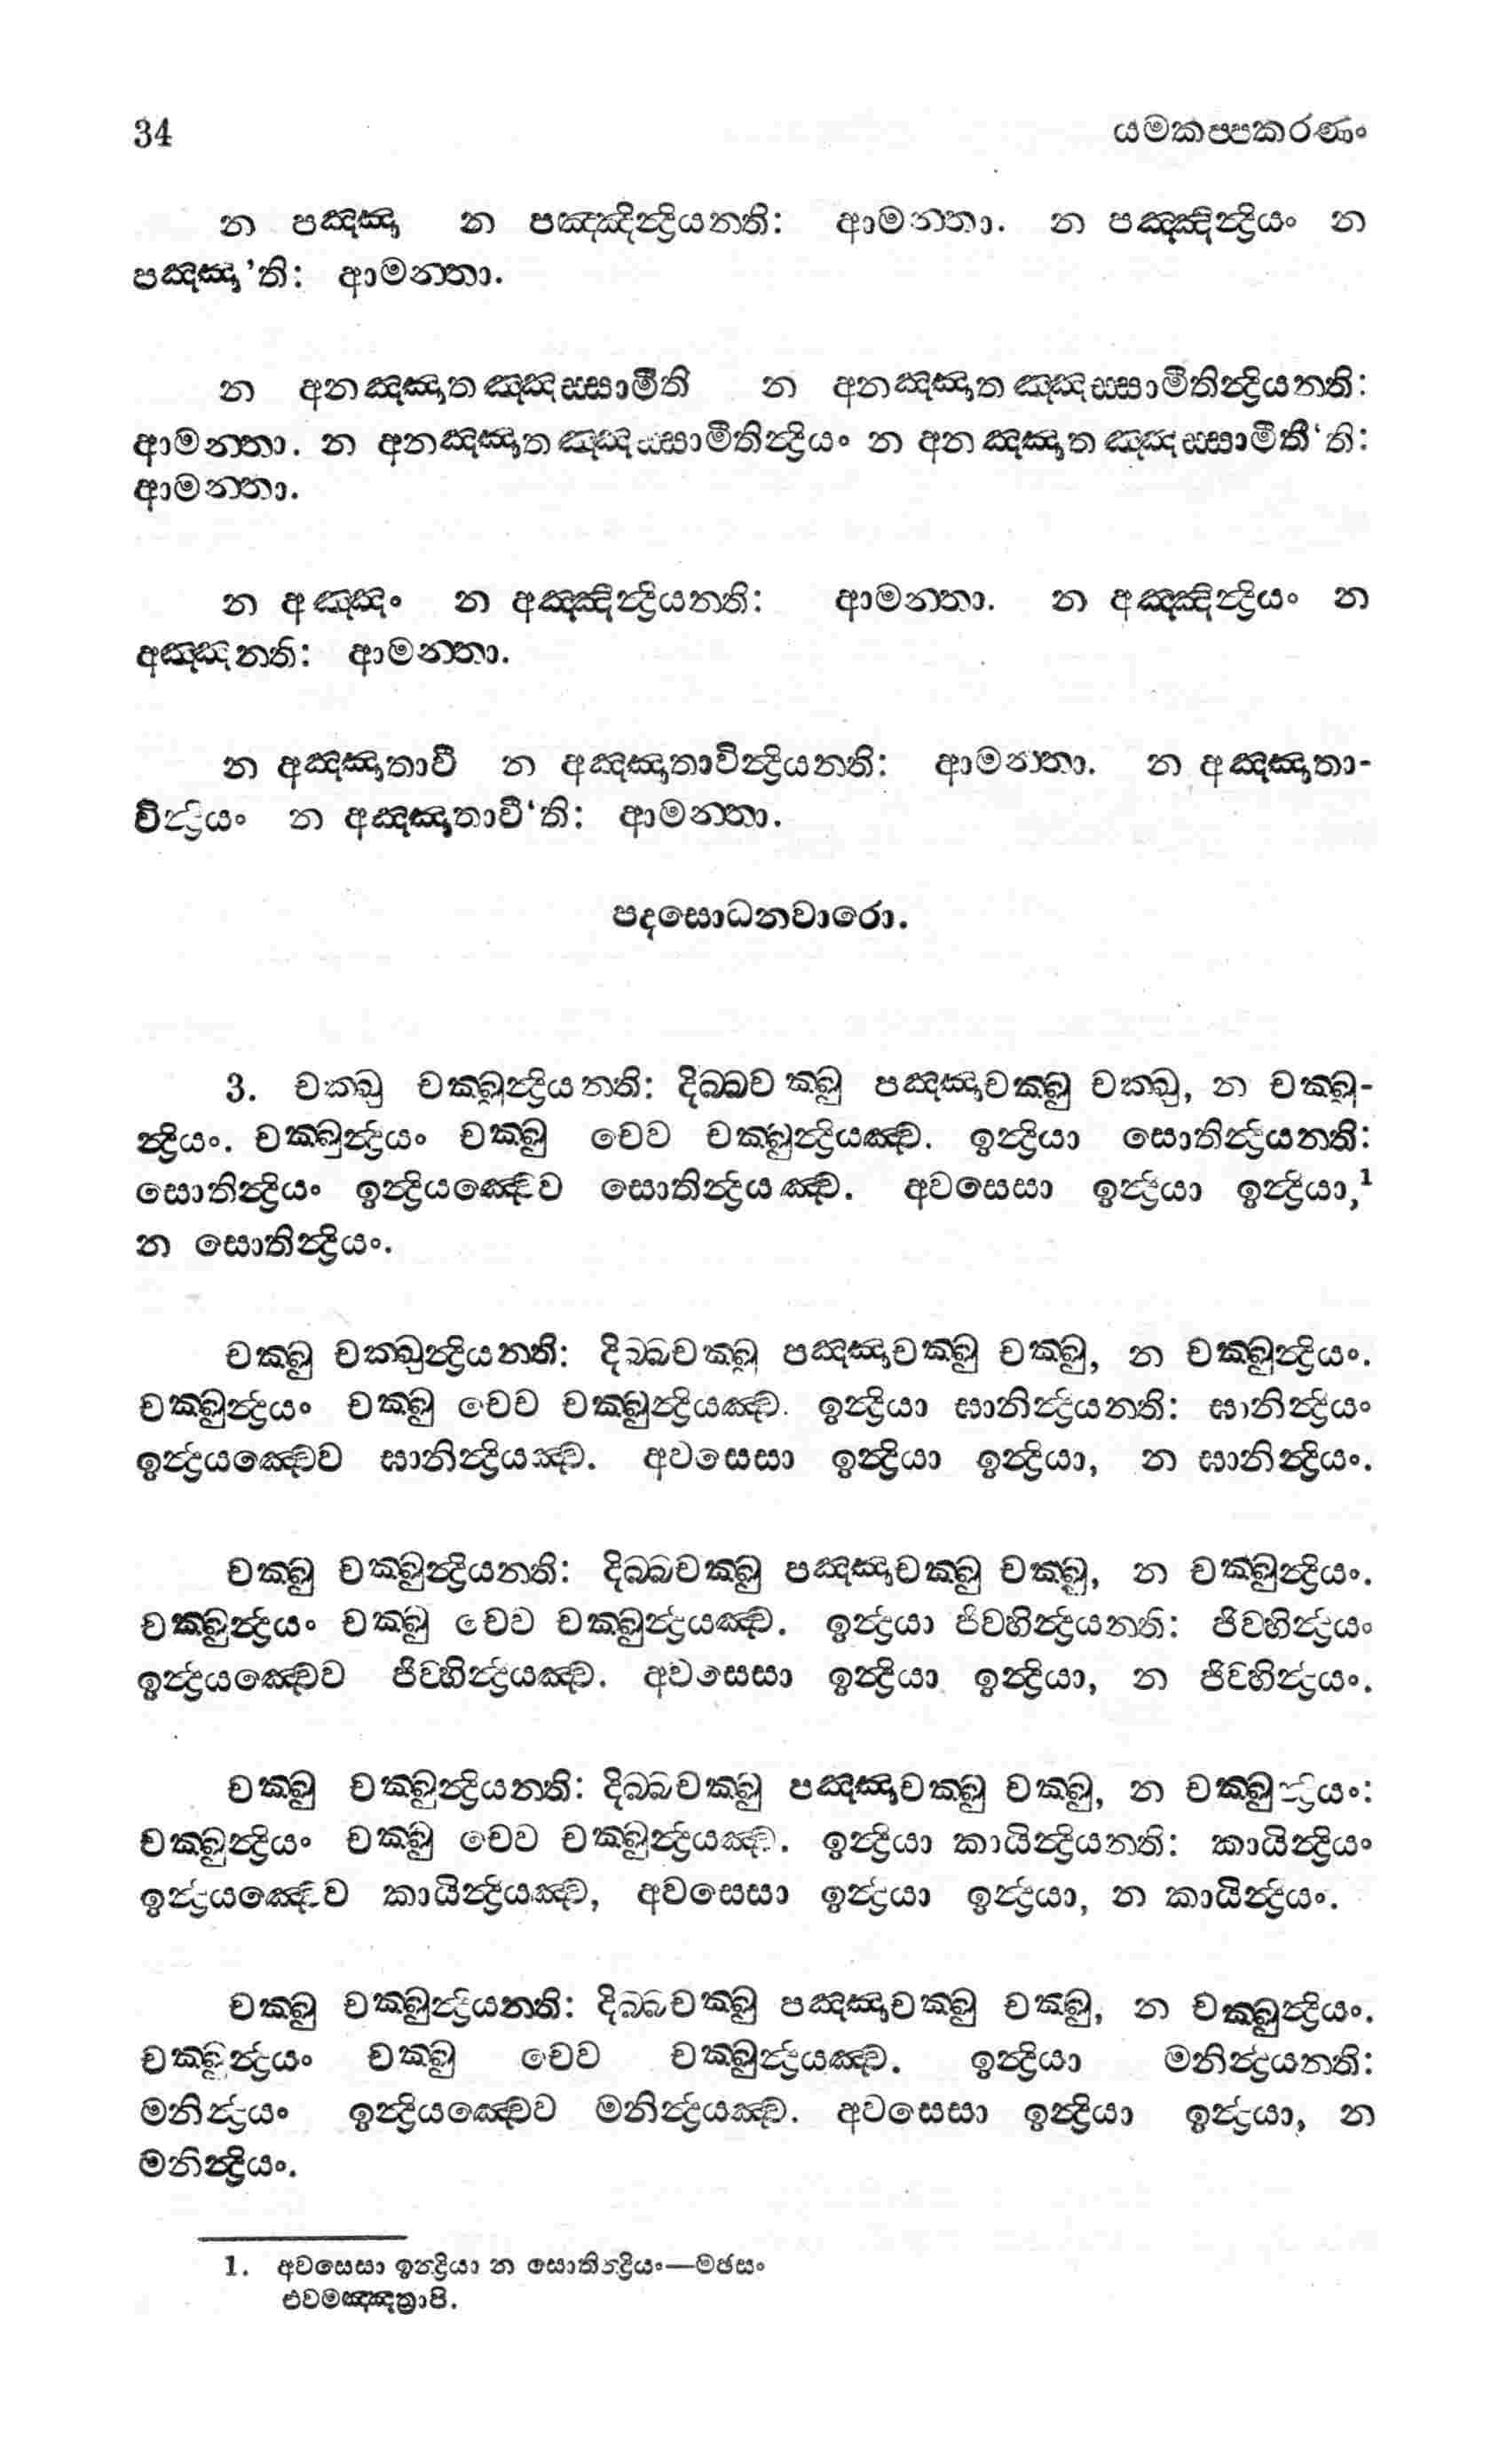 34 යමකප්පකරණං
න පඤ්ඤා න පඤ්ඤින්ද්‍රියන්ති: ආමන්තා. න පඤ්ඤින්ද්‍රියං න
පඤ්ඤා’ති: ආමන්තා.
න අනඤ්ඤාතඤ්ඤස්සාමීති න අනඤ්ඤාතඤ්ඤස්සාමීතින්ද්‍රියන්ති:
ආමන්තා. න අනඤ්ඤාතඤ්ඤස්සාමීතින්ද්‍රියං න අනඤ්ඤාතඤ්ඤස්සාමීතී‘ති:
ආමන්තා.
න අඤ්ඤං න අඤ්ඤින්ද්‍රියන්ති: ආමන්තා. න අඤ්ඤින්ද්‍රියං න
අඤ්ඤන්ති: ආමන්තා.
න අඤ්ඤාතාවී න අඤ්ඤාතාවින්ද්‍රියන්ති: ආමන්තා. න අඤ්ඤාතා-
වින්ද්‍රියං න අඤ්ඤාතාවී‘ති: ආමන්තා.
පදසොධනවාරො.
3. චක්ඛු චක්ඛුන්ද්‍රියන්ති: දිබ්බචක්ඛු පඤ්ඤාචක්ඛු චක්ඛු, න චක්ඛු-
න්ද්‍රියං. චක්ඛුන්ද්‍රියං චක්ඛු චෙව චක්ඛුන්ද්‍රියඤ්ච. ඉන්ද්‍රියා සොතින්ද්‍රියන්ති:
සොතින්ද්‍රියං ඉන්ද්‍රියඤ්චෙව සොතින්ද්‍රියඤ්ච. අවසෙසා ඉන්ද්‍රියා ඉන්ද්‍රියා,¹
න සොතින්ද්‍රියං.
චක්ඛු චක්ඛුන්ද්‍රියන්ති: දිබ්බචක්ඛු පඤ්ඤාචක්ඛු චක්ඛු, න චක්ඛුන්ද්‍රියං.
චක්ඛුන්ද්‍රියං චක්ඛු චෙව චක්ඛුන්ද්‍රියඤ්ච. ඉන්ද්‍රියා ඝානින්ද්‍රියන්ති: ඝානින්ද්‍රියං
ඉන්ද්‍රියඤ්චෙව ඝානින්ද්‍රියඤ්ච. අවසෙසා ඉන්ද්‍රියා ඉන්ද්‍රියා, න ඝානින්ද්‍රියං.
චක්ඛු චක්ඛුන්ද්‍රියන්ති: දිබ්බචක්ඛු පඤ්ඤාචක්ඛු චක්ඛු, න චක්ඛුන්ද්‍රියං.
චක්ඛුන්ද්‍රියං චක්ඛු චෙව චක්ඛුන්ද්‍රියඤ්ච. ඉන්ද්‍රියා ජිව්හින්ද්‍රියන්ති: ජිව්හින්ද්‍රියං
ඉන්ද්‍රියඤ්චෙව ජිව්හින්ද්‍රියඤ්ච. අවසෙසා ඉන්ද්‍රියා ඉන්ද්‍රියා, න ජිව්හින්ද්‍රියං.
චක්ඛු චක්ඛුන්ද්‍රියන්ති: දිබ්බචක්ඛු පඤ්ඤාචක්ඛු චක්ඛු, න චක්ඛුන්ද්‍රියං:
චක්ඛුන්ද්‍රියං චක්ඛු චෙව චක්ඛුන්ද්‍රියඤ්ච. ඉන්ද්‍රියා කායින්ද්‍රියන්ති: කායින්ද්‍රියං
ඉන්ද්‍රියඤ්චෙව කායින්ද්‍රියඤ්ච, අවසෙසා ඉන්ද්‍රියා ඉන්ද්‍රියා, න කායින්ද්‍රියං.
චක්ඛු චක්ඛුන්ද්‍රියන්ති: දිබ්බචක්ඛු පඤ්ඤාචක්ඛු චක්ඛු, න චක්ඛුන්ද්‍රියං.
චක්ඛුන්ද්‍රියං චක්ඛු චෙව චක්ඛුන්ද්‍රියඤ්ච. ඉන්ද්‍රියා මනින්ද්‍රියන්ති:
මනින්ද්‍රියං ඉන්ද්‍රියඤ්චෙව මනින්ද්‍රියඤ්ච. අවසෙසා ඉන්ද්‍රියා ඉන්ද්‍රියා, න
මනින්ද්‍රියං.
1. අවසෙසා ඉන්ද්‍රියා න සොතින්ද්‍රියං—මඡසං
එවමඤ්ඤත්‍රාපි.